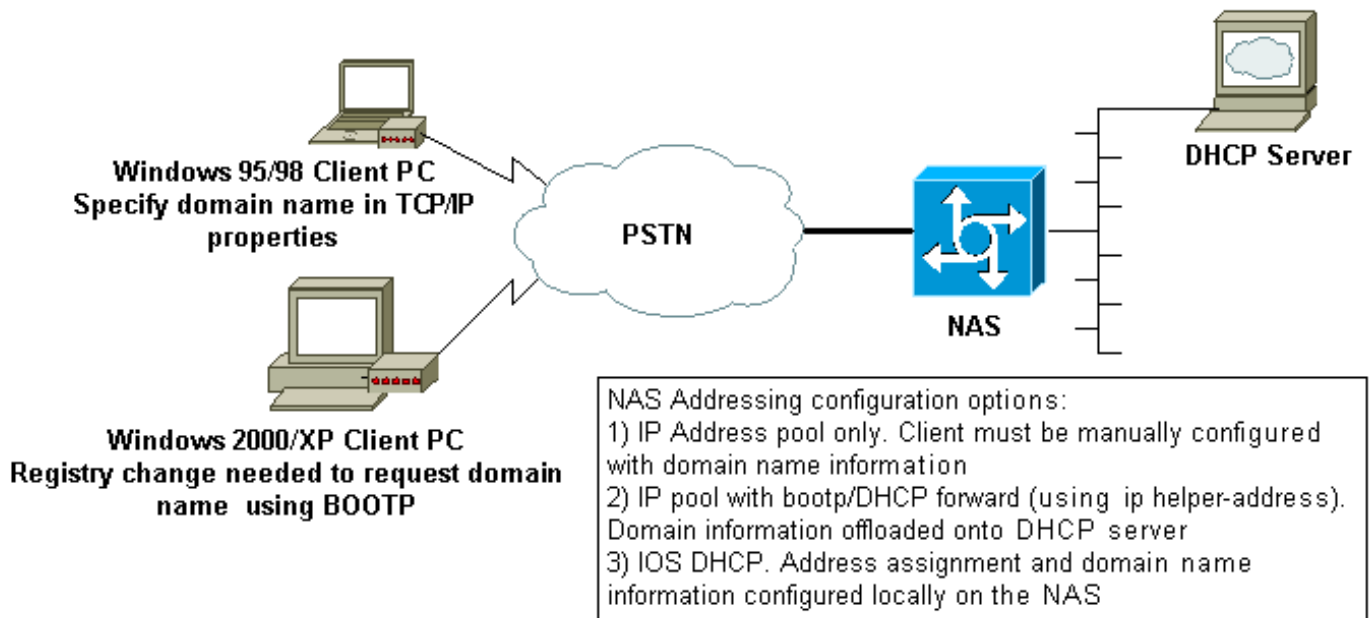 DHCP Server
Windows 95/98 Client PC
Specify domain name in TCP/IP
properties
PSTN
NAS
Windows 2000/XP Client PC
Registry change needed to request domain
name using BOOTP
NAS Addressing configuration options:
1) IP Address pool only. Client must be manually configured
with domain name information
2) IP pool with bootp/DHCP forward (using ip helper-address).
Domain information offloaded onto DHCP server
3) IOS DHCP. Address assignment and domain name
information configured locally on the NAS